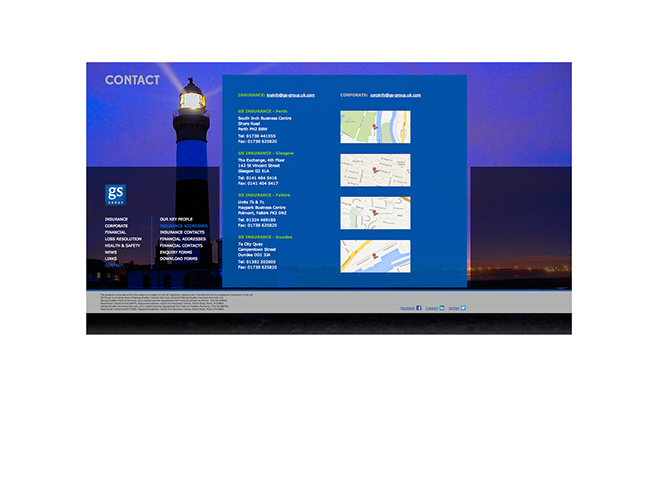 CONTACT
INSURANCE: insinfo@gs-group.uk.com
CORPORATE: corpinfo@gs-group.uk.com
GS INSURANCE - Perth
South Inch Business Centre
Shore Road
Perth PH2 8BW
Tel: 01738 441555
Fax: 01738 625820
GS INSURANCE - Glasgow
The Exchange, 4th Floor
142 St Vincent Street
Glasgow G2 5LA
Tel: 0141 404 5416
Fax: 0141 404 5417
GS INSURANCE - Falkirk
Units 7b & 7c
Haypark Business Centre
Polmont, Falkirk FK2 0NZ
Tel: 01324 469180
Fax: 01738 625820
GS INSURANCE - Dundee
7a City Quay
Camperdown Street
Dundee DD1 3JA
Tel: 01382 202905
Fax: 01738 625820
gs
GROUP
INSURANCE
CORPORATE
FINANCIAL
LOSS RESOLUTION
HEALTH & SAFETY
NEWS
LINKS
CONTACT
OUR KEY PEOPLE
INSURANCE ADDRESSES
INSURANCE CONTACTS
FINANCIAL ADDRESSES
FINANCIAL CONTACTS
ENQUIRY FORMS
DOWNLOAD FORMS
Facebook
LinkedIn
Twitter